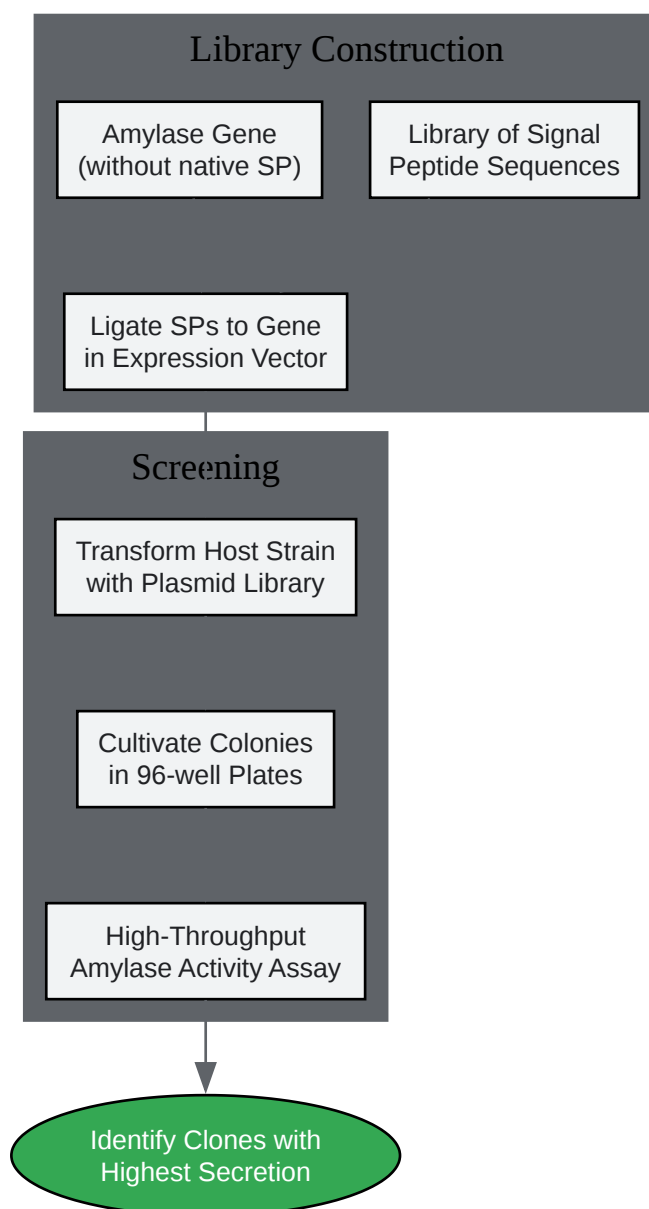 Library Construction
Amylase Gene
(without native SP)
Library of Signal
Peptide Sequences
Ligate SPs to Gene
in Expression Vector
Screening
Transform Host Strain
with Plasmid Library
Cultivate Colonies
in 96-well Plates
High-Throughput
Amylase Activity Assay
Identify Clones with
Highest Secretion